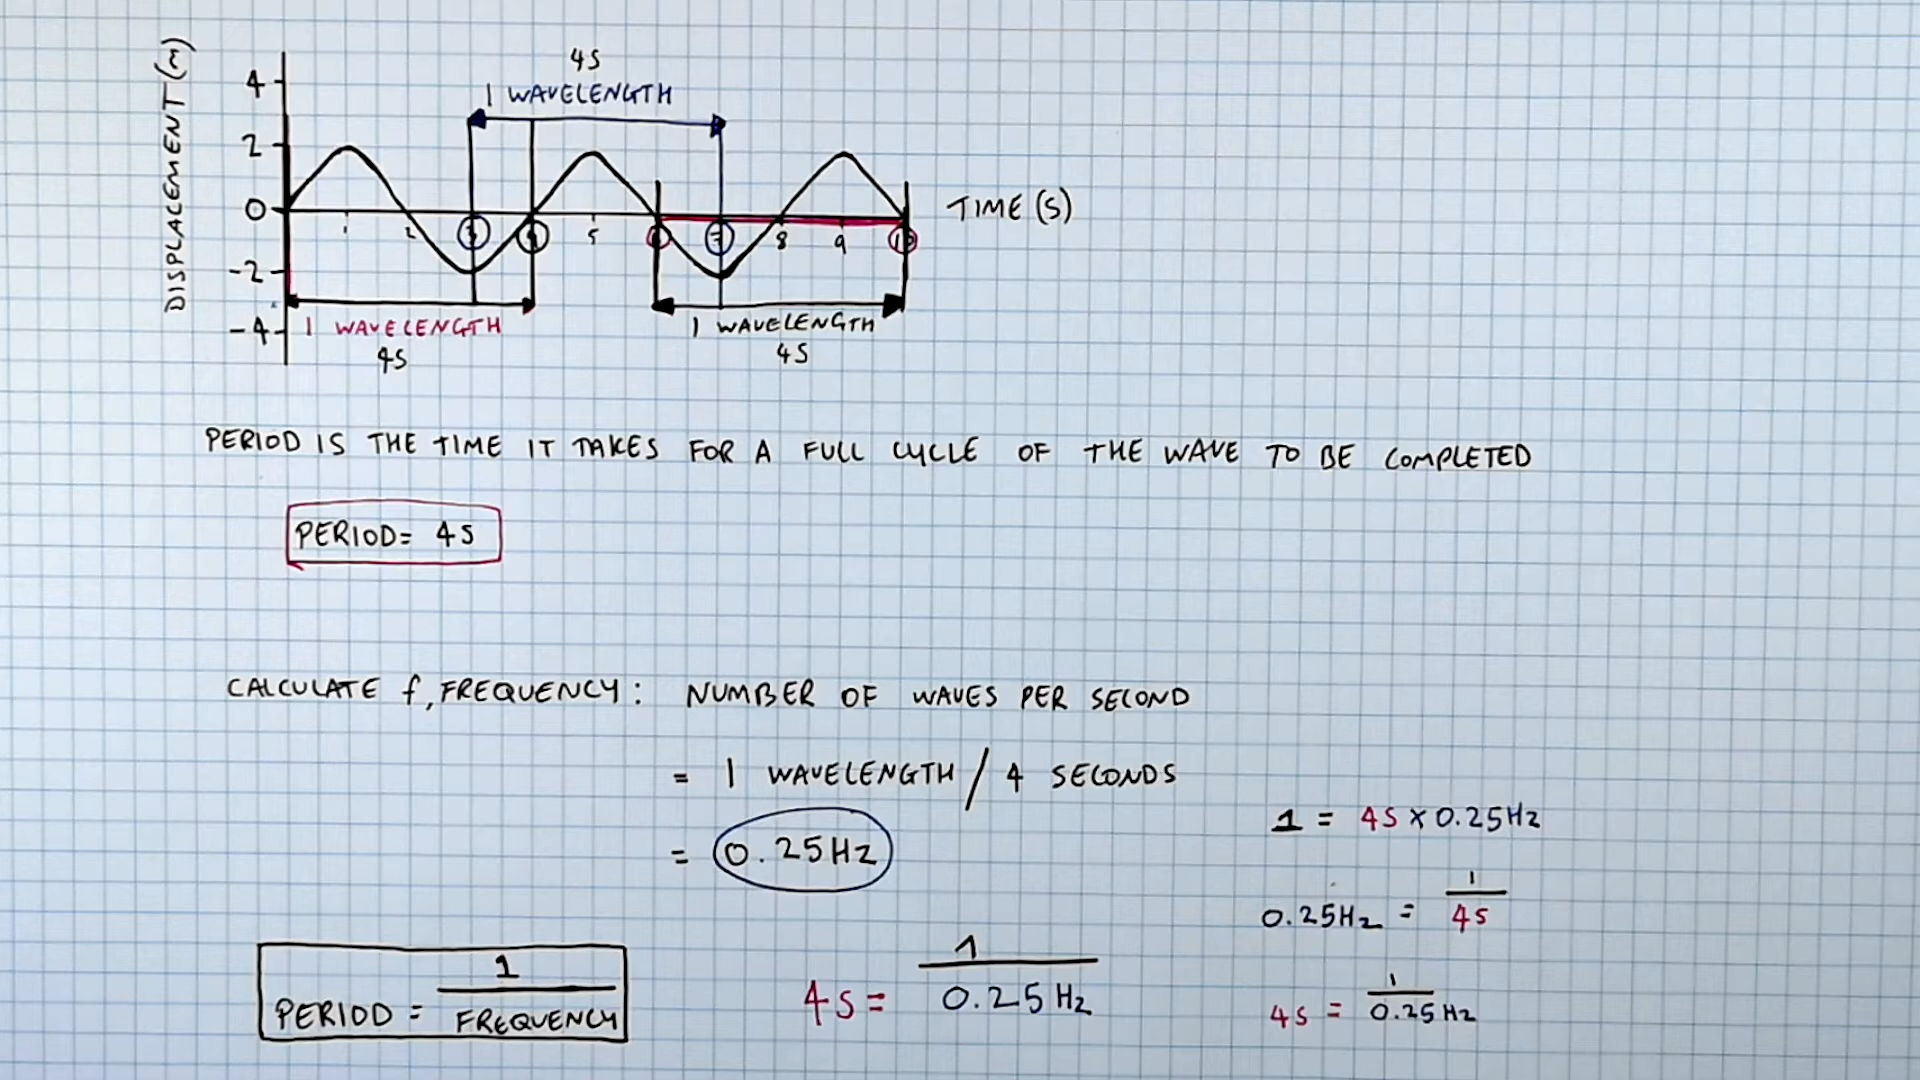 DISPLACEMENT (m)
4
2
0
-2
-4
4S
1 WAVELENGTH
1 2 3 4 5 6 7 8 9 10
TIME (S)
1 WAVELENGTH
4S
1 WAVELENGTH
4S
PERIOD IS THE TIME IT TAKES FOR A FULL CYCLE OF THE WAVE TO BE COMPLETED
PERIOD = 4S
CALCULATE f, FREQUENCY: NUMBER OF WAVES PER SECOND
= 1 WAVELENGTH / 4 SECONDS
= 0.25Hz
1 = 4S x 0.25Hz
0.25Hz = 1 / 4S
PERIOD = 1 / FREQUENCY
4S = 1 / 0.25Hz
4S = 1 / 0.25Hz